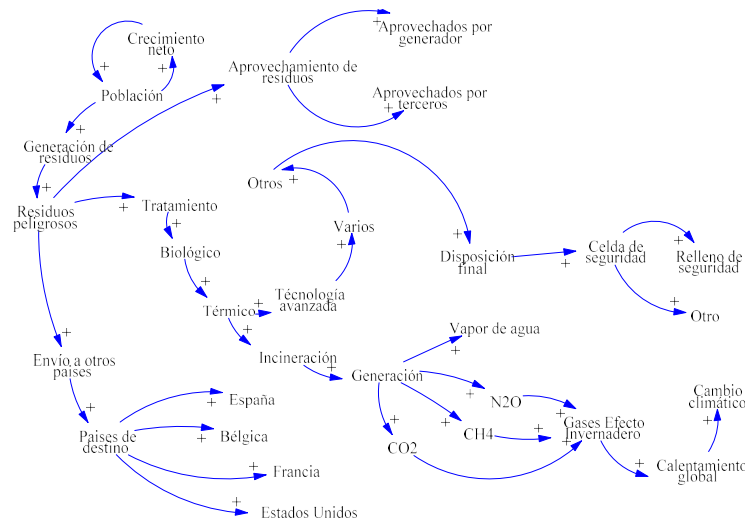 Crecimiento
neto
Población
Generación de
residuos
Residuos
peligrosos
Aprovechamiento de
residuos
Aprovechados por
generador
Aprovechados por
terceros
Tratamiento
Biológico
Térmico
Técnología
avanzada
Varios
Otros
Disposición
final
Celda de
seguridad
Relleno de
seguridad
Otro
Incineración
Generación
Vapor de agua
N2O
CH4
CO2
Gases Efecto
Invernadero
Calentamiento
global
Cambio
climático
Envio a otros
paises
Paises de
destino
España
Bélgica
Francia
Estados Unidos